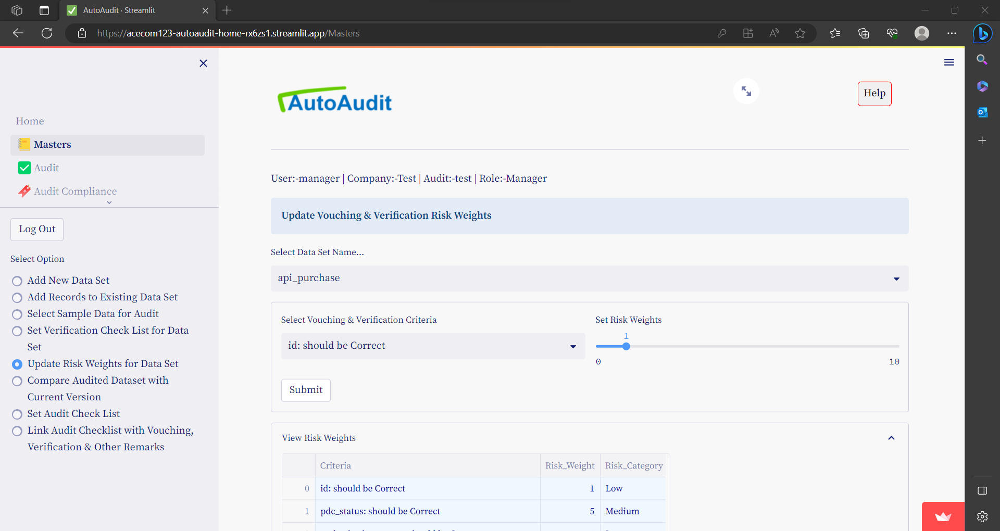 AutoAudit · Streamlit
https://acecom123-autoaudit-home-rx6zs1.streamlit.app/Masters
Home
Masters
Audit
Audit Compliance
Log Out
Select Option
Add New Data Set
Add Records to Existing Data Set
Select Sample Data for Audit
Set Verification Check List for Data
Set
Update Risk Weights for Data Set
Compare Audited Dataset with
Current Version
Set Audit Check List
Link Audit Checklist with Vouching,
Verification & Other Remarks
AutoAudit
Help
User:-manager | Company:-Test | Audit:-test | Role:-Manager
Update Vouching & Verification Risk Weights
Select Data Set Name...
api_purchase
Select Vouching & Verification Criteria
id: should be Correct
Set Risk Weights
1
0 10
Submit
View Risk Weights
Criteria Risk_Weight Risk_Category
0 id: should be Correct 1 Low
1 pdc_status: should be Correct 5 Medium